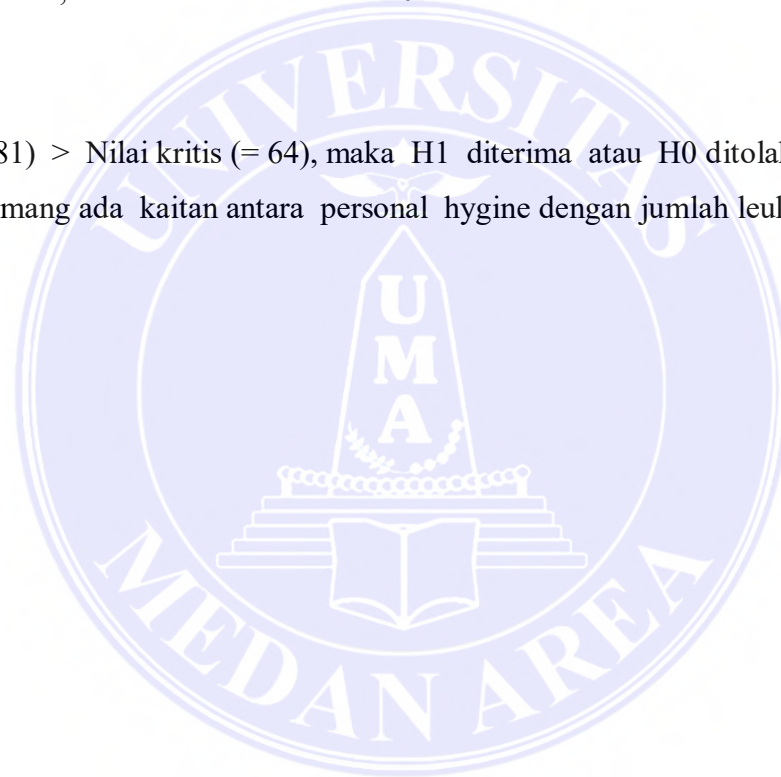 81) > Nilai kritis (= 64), maka H1 diterima atau H0 ditolak
mang ada kaitan antara personal hygine dengan jumlah
UNIVERSITAS
UMA
MEDAN AREA